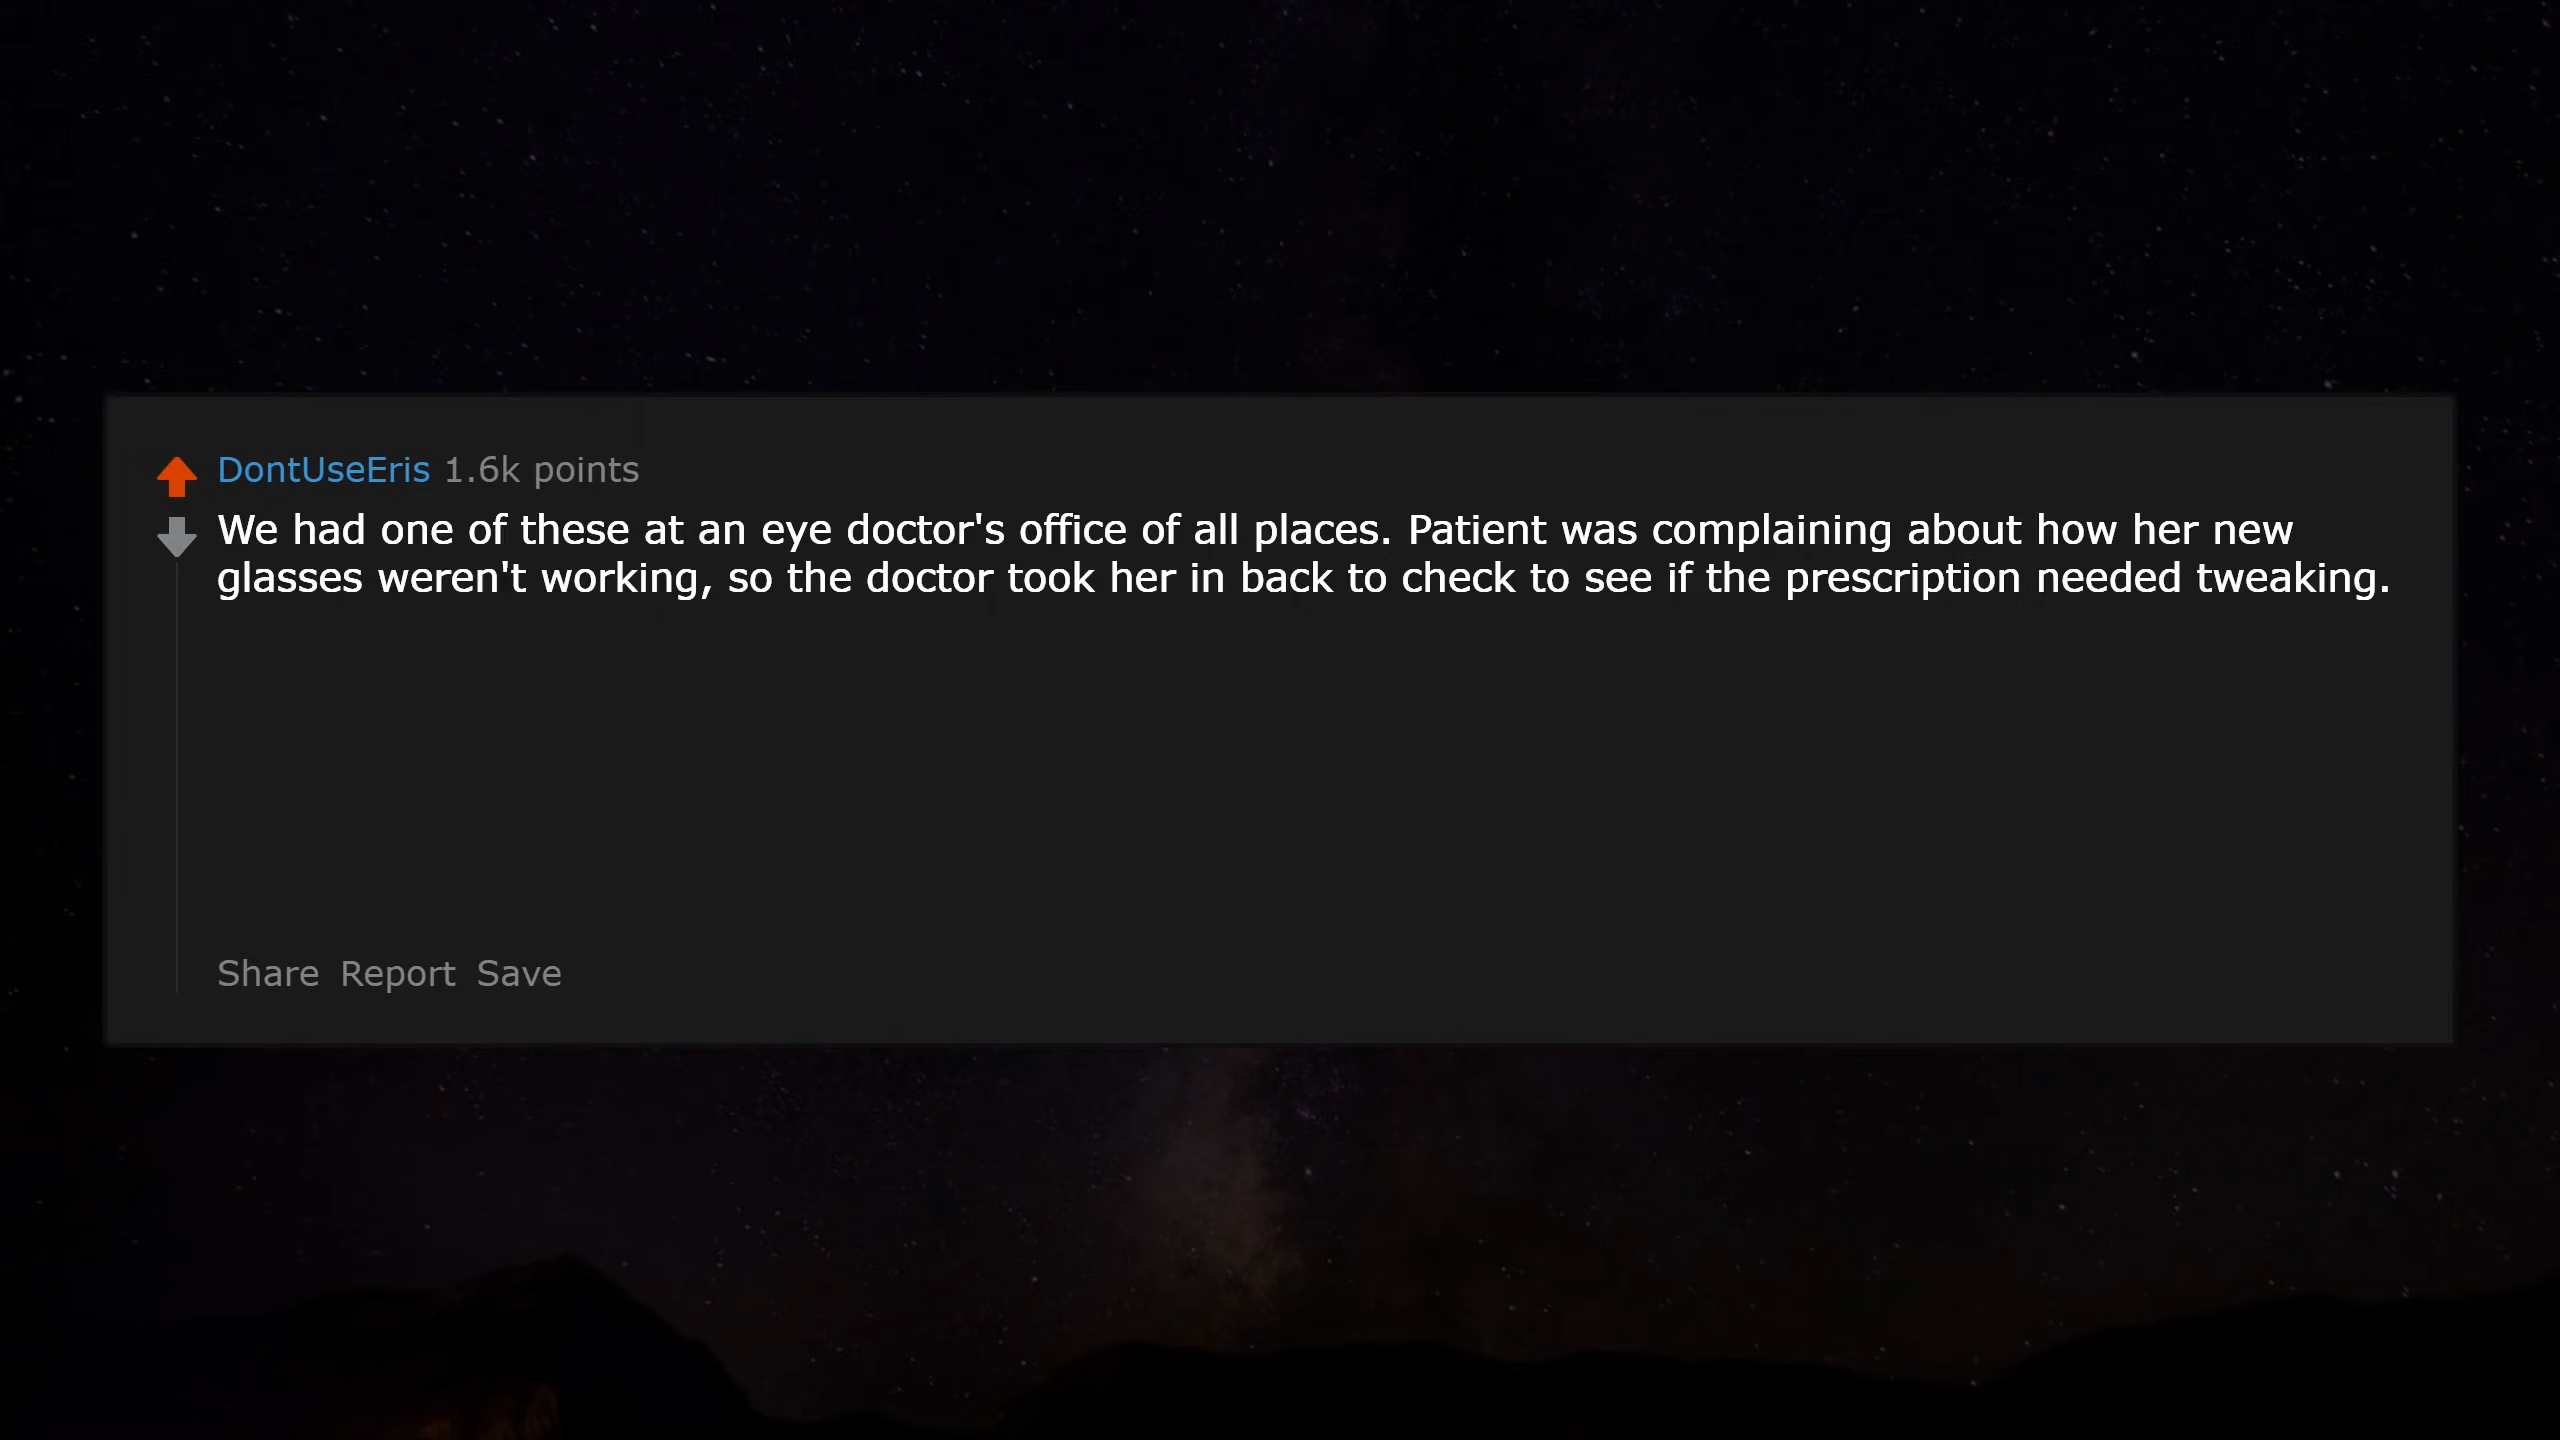 DontUseEris 1.6k points
We had one of these at an eye doctor's office of all places. Patient was complaining about how her new
glasses weren't working, so the doctor took her in back to check to see if the prescription needed tweaking.
Share Report Save